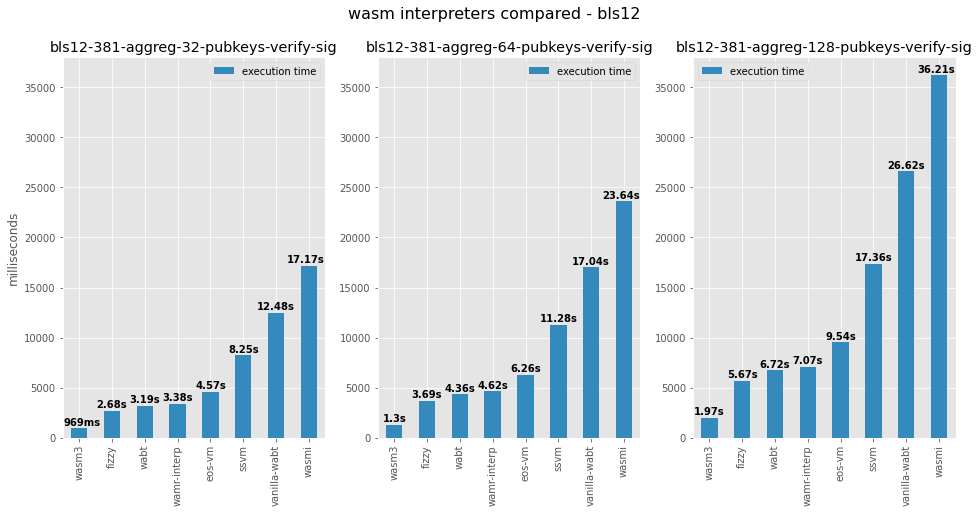 wasm interpreters compared - bls12
bls12-381-aggreg-32-pubkeys-verify-sig
execution time
milliseconds
35000
30000
25000
20000
15000
10000
5000
0
969ms
2.68s
3.19s
3.38s
4.57s
8.25s
12.48s
17.17s
wasm3
fizzy
wabt
wamr-interp
eos-vm
ssvm
vanilla-wabt
wasmi
bls12-381-aggreg-64-pubkeys-verify-sig
execution time
35000
30000
25000
20000
15000
10000
5000
0
1.3s
3.69s
4.36s
4.62s
6.26s
11.28s
17.04s
23.64s
wasm3
fizzy
wabt
wamr-interp
eos-vm
ssvm
vanilla-wabt
wasmi
bls12-381-aggreg-128-pubkeys-verify-sig
execution time
35000
30000
25000
20000
15000
10000
5000
0
1.97s
5.67s
6.72s
7.07s
9.54s
17.36s
26.62s
36.21s
wasm3
fizzy
wabt
wamr-interp
eos-vm
ssvm
vanilla-wabt
wasmi